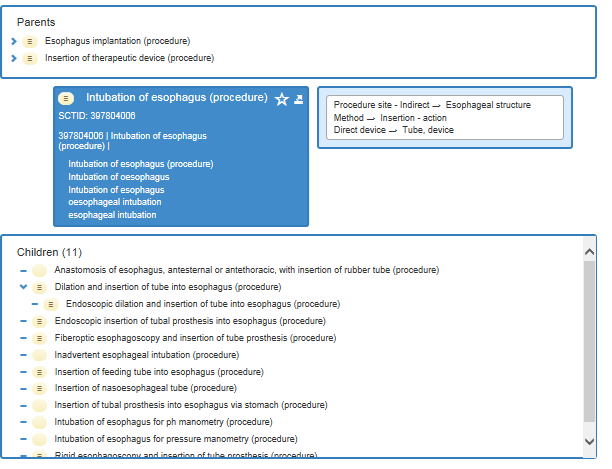 Parents
Esophagus implantation (procedure)
Insertion of therapeutic device (procedure)
Intubation of esophagus (procedure)
SCTID: 397804006
397804006 | Intubation of esophagus
(procedure) |
Intubation of esophagus (procedure)
Intubation of oesophagus
Intubation of esophagus
oesophageal intubation
esophageal intubation
Procedure site - Indirect → Esophageal structure
Method → Insertion - action
Direct device → Tube, device
Children (11)
Anastomosis of esophagus, antesternal or antethoracic, with insertion of rubber tube (procedure)
Dilation and insertion of tube into esophagus (procedure)
Endoscopic dilation and insertion of tube into esophagus (procedure)
Endoscopic insertion of tubal prosthesis into esophagus (procedure)
Fiberoptic esophagoscopy and insertion of tube prosthesis (procedure)
Inadvertent esophageal intubation (procedure)
Insertion of feeding tube into esophagus (procedure)
Insertion of nasoesophageal tube (procedure)
Insertion of tubal prosthesis into esophagus via stomach (procedure)
Intubation of esophagus for ph manometry (procedure)
Intubation of esophagus for pressure manometry (procedure)
Rigid esophagoscopy and insertion of tube prosthesis (procedure)